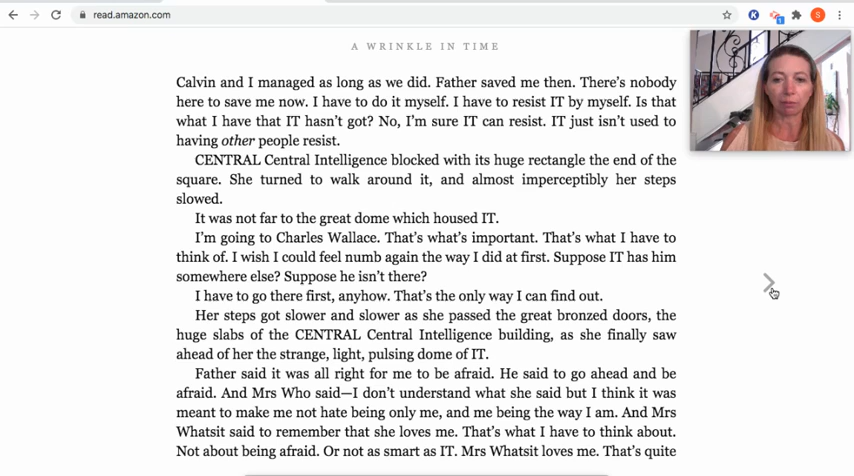 read.amazon.com
K
1
S
A WRINKLE IN TIME
Calvin and I managed as long as we did. Father saved me then. There's nobody
here to save me now. I have to do it myself. I have to resist IT by myself. Is that
what I have that IT hasn't got? No, I'm sure IT can resist. IT just isn't used to
having other people resist.
CENTRAL Central Intelligence blocked with its huge rectangle the end of the
square. She turned to walk around it, and almost imperceptibly her steps
slowed.
It was not far to the great dome which housed IT.
I'm going to Charles Wallace. That's what's important. That's what I have to
think of. I wish I could feel numb again the way I did at first. Suppose IT has him
somewhere else? Suppose he isn't there?
I have to go there first, anyhow. That's the only way I can find out.
Her steps got slower and slower as she passed the great bronzed doors, the
huge slabs of the CENTRAL Central Intelligence building, as she finally saw
ahead of her the strange, light, pulsing dome of IT.
Father said it was all right for me to be afraid. He said to go ahead and be
afraid. And Mrs Who said—I don't understand what she said but I think it was
meant to make me not hate being only me, and me being the way I am. And Mrs
Whatsit said to remember that she loves me. That's what I have to think about.
Not about being afraid. Or not as smart as IT. Mrs Whatsit loves me. That's quite